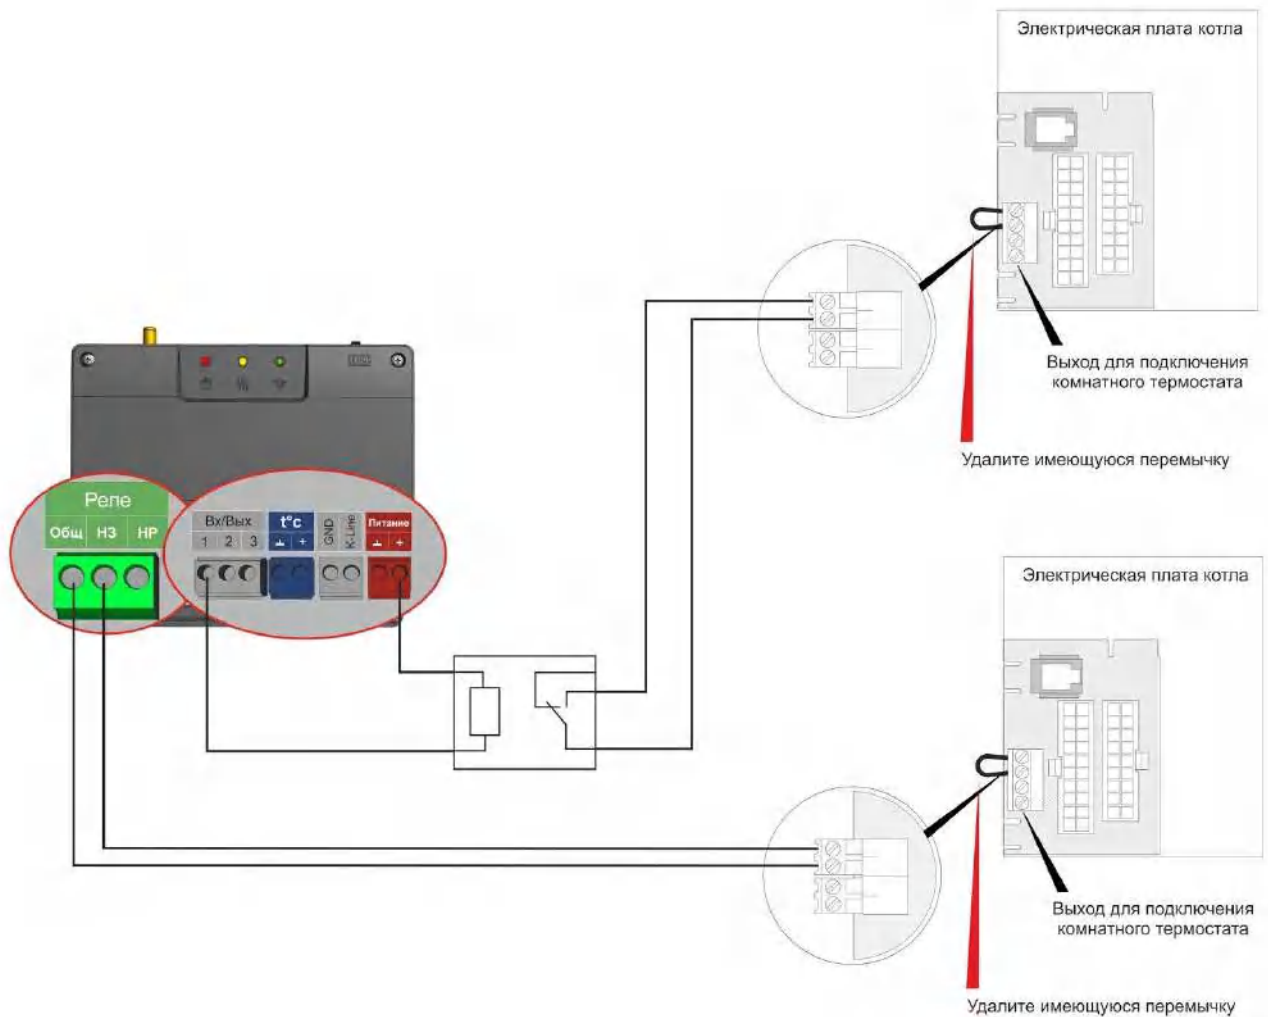 Электрическая плата котла
Выход для подключения
комнатного термостата
Удалите имеющуюся перемычку
Реле
Общ НЗ НР
Вх/Вых
1 2 3
t°c
+
GND
K-Line
Питание
+
Электрическая плата котла
Выход для подключения
комнатного термостата
Удалите имеющуюся перемычку